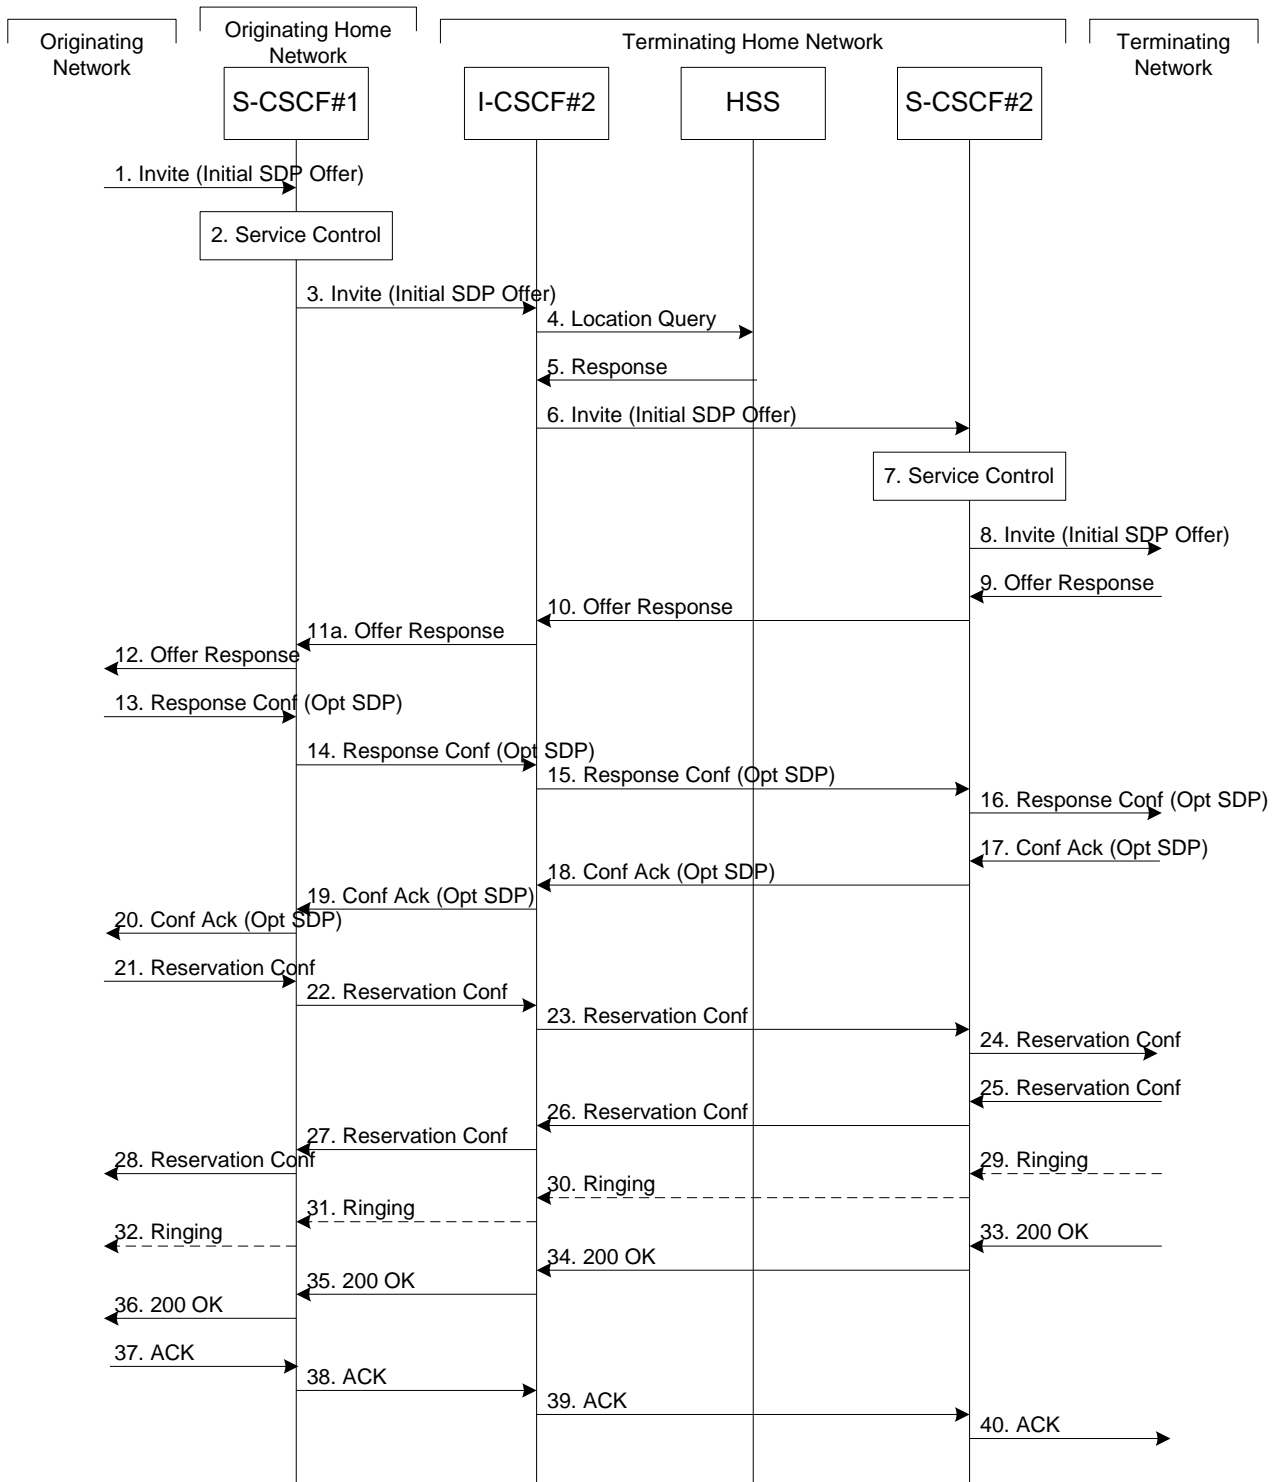 Originating
Network
Originating Home
Network
Terminating Home Network
Terminating
Network
S-CSCF#1
I-CSCF#2
HSS
S-CSCF#2
1. Invite (Initial SDP Offer)
2. Service Control
3. Invite (Initial SDP Offer)
4. Location Query
5. Response
6. Invite (Initial SDP Offer)
7. Service Control
8. Invite (Initial SDP Offer)
9. Offer Response
10. Offer Response
11a. Offer Response
12. Offer Response
13. Response Conf (Opt SDP)
14. Response Conf (Opt SDP)
15. Response Conf (Opt SDP)
16. Response Conf (Opt SDP)
17. Conf Ack (Opt SDP)
18. Conf Ack (Opt SDP)
19. Conf Ack (Opt SDP)
20. Conf Ack (Opt SDP)
21. Reservation Conf
22. Reservation Conf
23. Reservation Conf
24. Reservation Conf
25. Reservation Conf
26. Reservation Conf
27. Reservation Conf
28. Reservation Conf
29. Ringing
30. Ringing
31. Ringing
32. Ringing
33. 200 OK
34. 200 OK
35. 200 OK
36. 200 OK
37. ACK
38. ACK
39. ACK
40. ACK